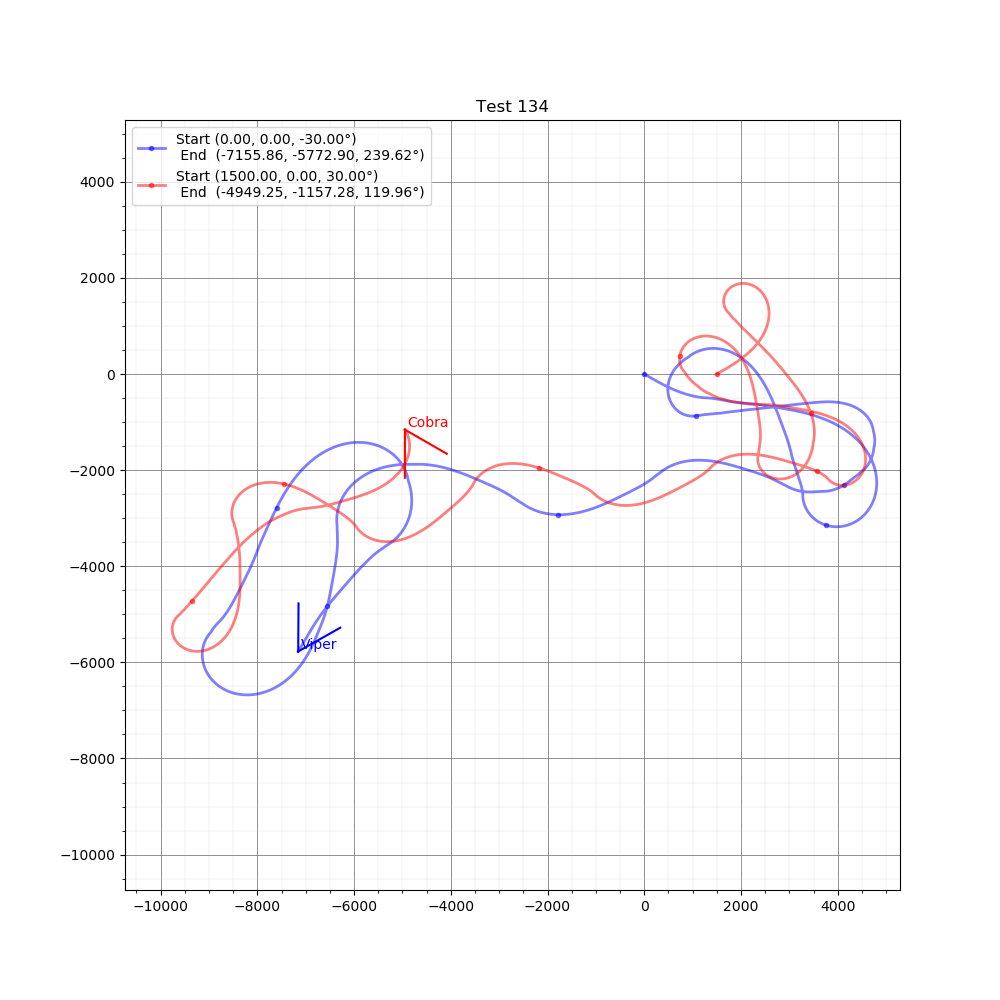 Test 134
Start (0.00, 0.00, -30.00°)
End (-7155.86, -5772.90, 239.62°)
Start (1500.00, 0.00, 30.00°)
End (-4949.25, -1157.28, 119.96°)
4000
2000
0
−2000
−4000
−6000
−8000
−10000
Cobra
Viper
−10000 −8000 −6000 −4000 −2000 0 2000 4000